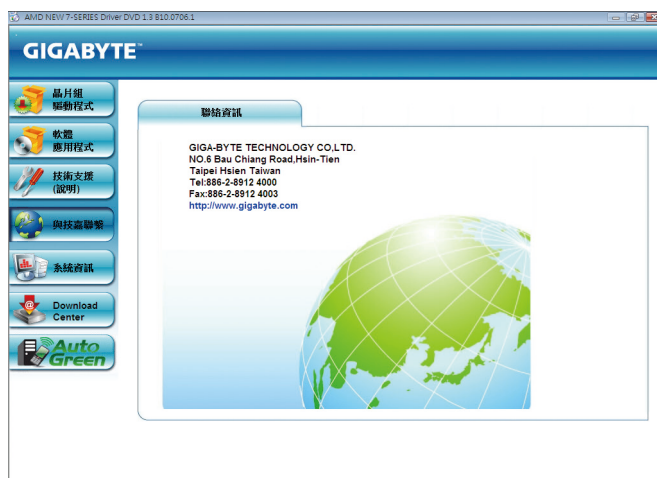 AMD NEW 7-SERIES Driver DVD 1.3 B10.0706.1
GIGABYTE™
晶片組
驅動程式
軟體
應用程式
技術支援
(說明)
與技嘉聯繫
系統資訊
Download
Center
Auto
Green
聯絡資訊
GIGA-BYTE TECHNOLOGY CO,LTD.
NO.6 Bau Chiang Road,Hsin-Tien
Taipei Hsien Taiwan
Tel:886-2-8912 4000
Fax:886-2-8912 4003
http://www.gigabyte.com